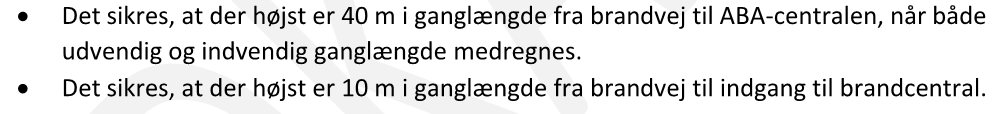 • Det sikres, at der højst er 40 m i ganglængde fra brandvej til ABA-centralen, når både
udvendig og indvendig ganglængde medregnes.
• Det sikres, at der højst er 10 m i ganglængde fra brandvej til indgang til brandcentral.